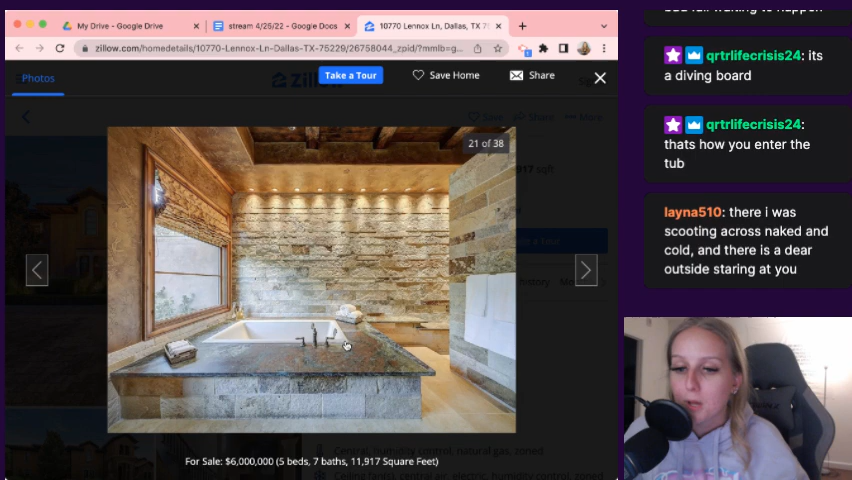 My Drive - Google Drive
stream 4/25/22 - Google Docs
10770 Lennox Ln, Dallas, TX 7
zillow.com/homedetails/10770-Lennox-Ln-Dallas-TX-75229/26758044_zpid/?mmlb=g...
Photos
Zillow
Take a Tour
Save Home
Share
21 of 38
For Sale: $6,000,000 (5 beds, 7 baths, 11,917 Square Feet)
qrtrlifecrisis24: its
a diving board
qrtrlifecrisis24:
thats how you enter the
tub
layna510: there i was
scooting across naked and
cold, and there is a dear
outside staring at you